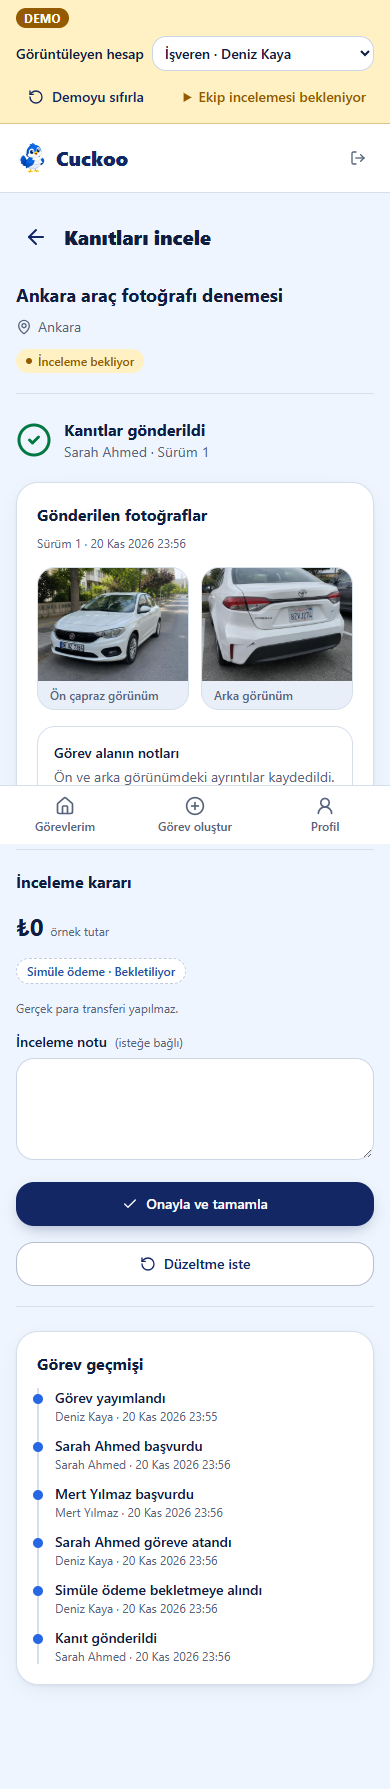 DEMO
Görüntüleyen hesap
İşveren · Deniz Kaya
Demoyu sıfırla
Ekip incelemesi bekleniyor
Cuckoo
Kanıtları incele
Ankara araç fotoğrafı denemesi
Ankara
İnceleme bekliyor
Kanıtlar gönderildi
Sarah Ahmed · Sürüm 1
Gönderilen fotoğraflar
Sürüm 1 · 20 Kas 2026 23:56
Ön çapraz görünüm
Arka görünüm
Görev alanın notları
Ön ve arka görünümdeki ayrıntılar kaydedildi.
Görevlerim
Görev oluştur
Profil
İnceleme kararı
₺0 örnek tutar
Simüle ödeme · Bekletiliyor
Gerçek para transferi yapılmaz.
İnceleme notu (isteğe bağlı)
Onayla ve tamamla
Düzeltme iste
Görev geçmişi
Görev yayımlandı
Deniz Kaya · 20 Kas 2026 23:55
Sarah Ahmed başvurdu
Sarah Ahmed · 20 Kas 2026 23:56
Mert Yılmaz başvurdu
Mert Yılmaz · 20 Kas 2026 23:56
Sarah Ahmed göreve atandı
Deniz Kaya · 20 Kas 2026 23:56
Simüle ödeme bekletmeye alındı
Deniz Kaya · 20 Kas 2026 23:56
Kanıt gönderildi
Sarah Ahmed · 20 Kas 2026 23:56